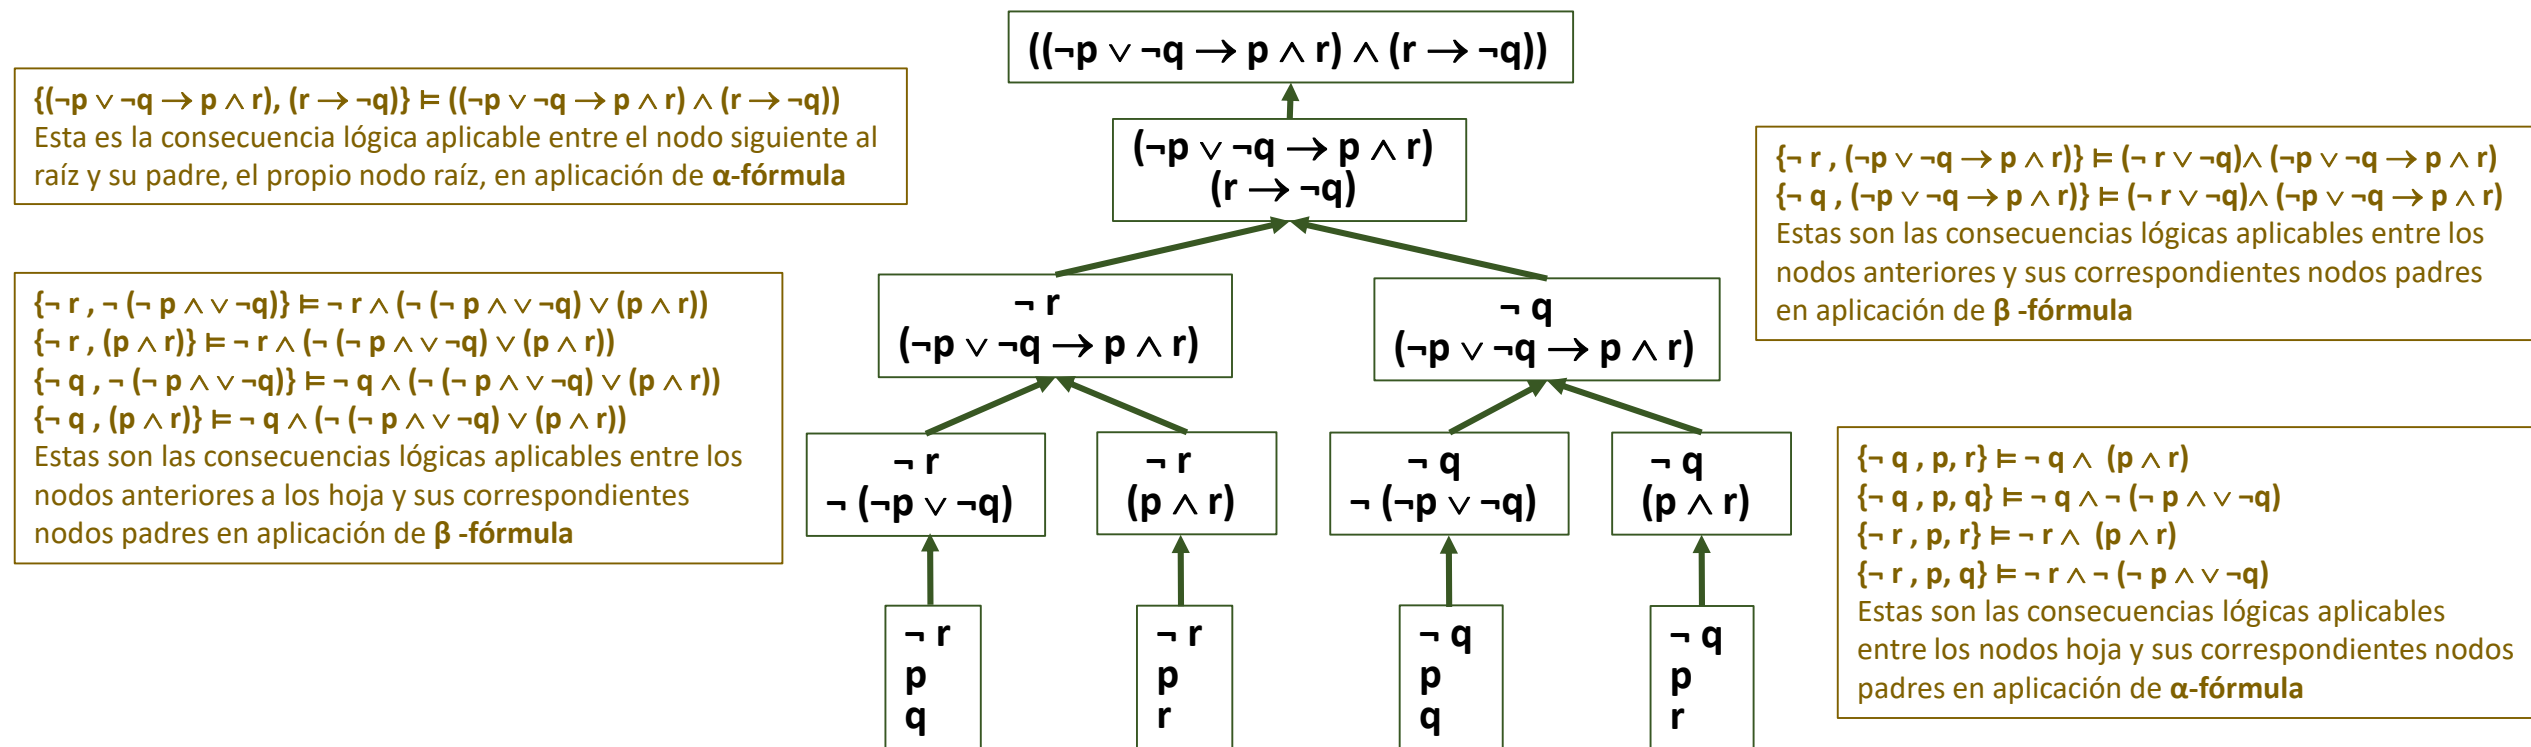 ((¬p ∨ ¬q → p ∧ r) ∧ (r → ¬q))
{(¬p ∨ ¬q → p ∧ r), (r → ¬q)} ⊨ ((¬p ∨ ¬q → p ∧ r) ∧ (r → ¬q))
Esta es la consecuencia lógica aplicable entre el nodo siguiente al
raíz y su padre, el propio nodo raíz, en aplicación de α-fórmula
(¬p ∨ ¬q → p ∧ r)
(r → ¬q)
{¬ r , (¬p ∨ ¬q → p ∧ r)} ⊨ (¬ r ∨ ¬q)∧ (¬p ∨ ¬q → p ∧ r)
{¬ q , (¬p ∨ ¬q → p ∧ r)} ⊨ (¬ r ∨ ¬q)∧ (¬p ∨ ¬q → p ∧ r)
Estas son las consecuencias lógicas aplicables entre los
nodos anteriores y sus correspondientes nodos padres
en aplicación de β -fórmula
{¬ r , ¬ (¬ p ∧ ∨ ¬q)} ⊨ ¬ r ∧ (¬ (¬ p ∧ ∨ ¬q) ∨ (p ∧ r))
{¬ r , (p ∧ r)} ⊨ ¬ r ∧ (¬ (¬ p ∧ ∨ ¬q) ∨ (p ∧ r))
{¬ q , ¬ (¬ p ∧ ∨ ¬q)} ⊨ ¬ q ∧ (¬ (¬ p ∧ ∨ ¬q) ∨ (p ∧ r))
{¬ q , (p ∧ r)} ⊨ ¬ q ∧ (¬ (¬ p ∧ ∨ ¬q) ∨ (p ∧ r))
Estas son las consecuencias lógicas aplicables entre los
nodos anteriores a los hoja y sus correspondientes
nodos padres en aplicación de β -fórmula
¬ r
(¬p ∨ ¬q → p ∧ r)
¬ q
(¬p ∨ ¬q → p ∧ r)
¬ r
¬ (¬p ∨ ¬q)
¬ r
(p ∧ r)
¬ q
¬ (¬p ∨ ¬q)
¬ q
(p ∧ r)
{¬ q , p, r} ⊨ ¬ q ∧ (p ∧ r)
{¬ q , p, q} ⊨ ¬ q ∧ ¬ (¬ p ∧ ∨ ¬q)
{¬ r , p, r} ⊨ ¬ r ∧ (p ∧ r)
{¬ r , p, q} ⊨ ¬ r ∧ ¬ (¬ p ∧ ∨ ¬q)
Estas son las consecuencias lógicas aplicables
entre los nodos hoja y sus correspondientes nodos
padres en aplicación de α-fórmula
¬ r
p
q
¬ r
p
r
¬ q
p
q
¬ q
p
r